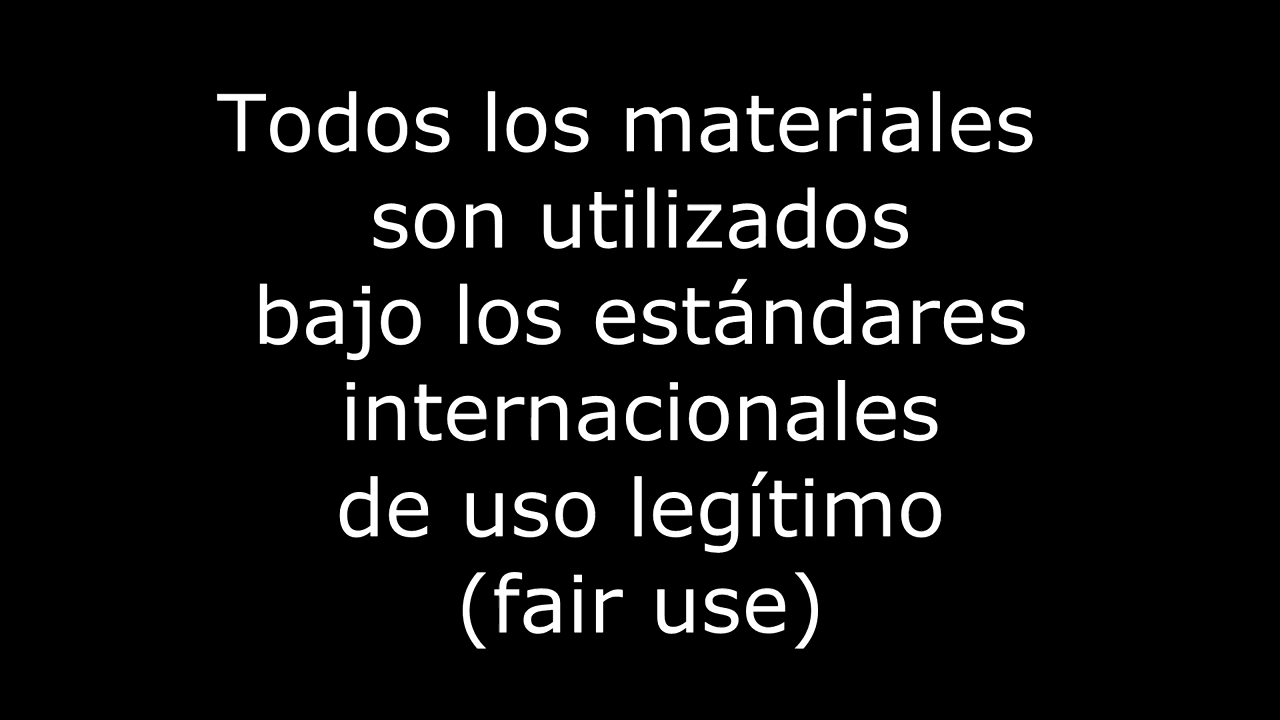 Todos los materiales
son utilizados
bajo los estándares
internacionales
de uso legítimo
(fair use)